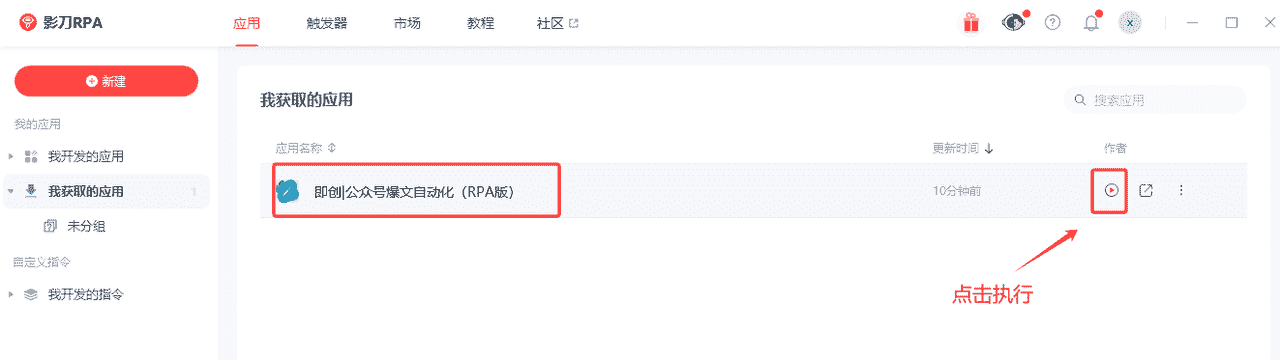 影刀RPA
应用 触发器 市场 教程 社区
x
新建
我的应用
我开发的应用
我获取的应用 1
未分组
自定义指令
我开发的指令
我获取的应用
搜索应用
应用名称 更新时间 作者
即创|公众号爆文自动化（RPA版） 10分钟前
点击执行